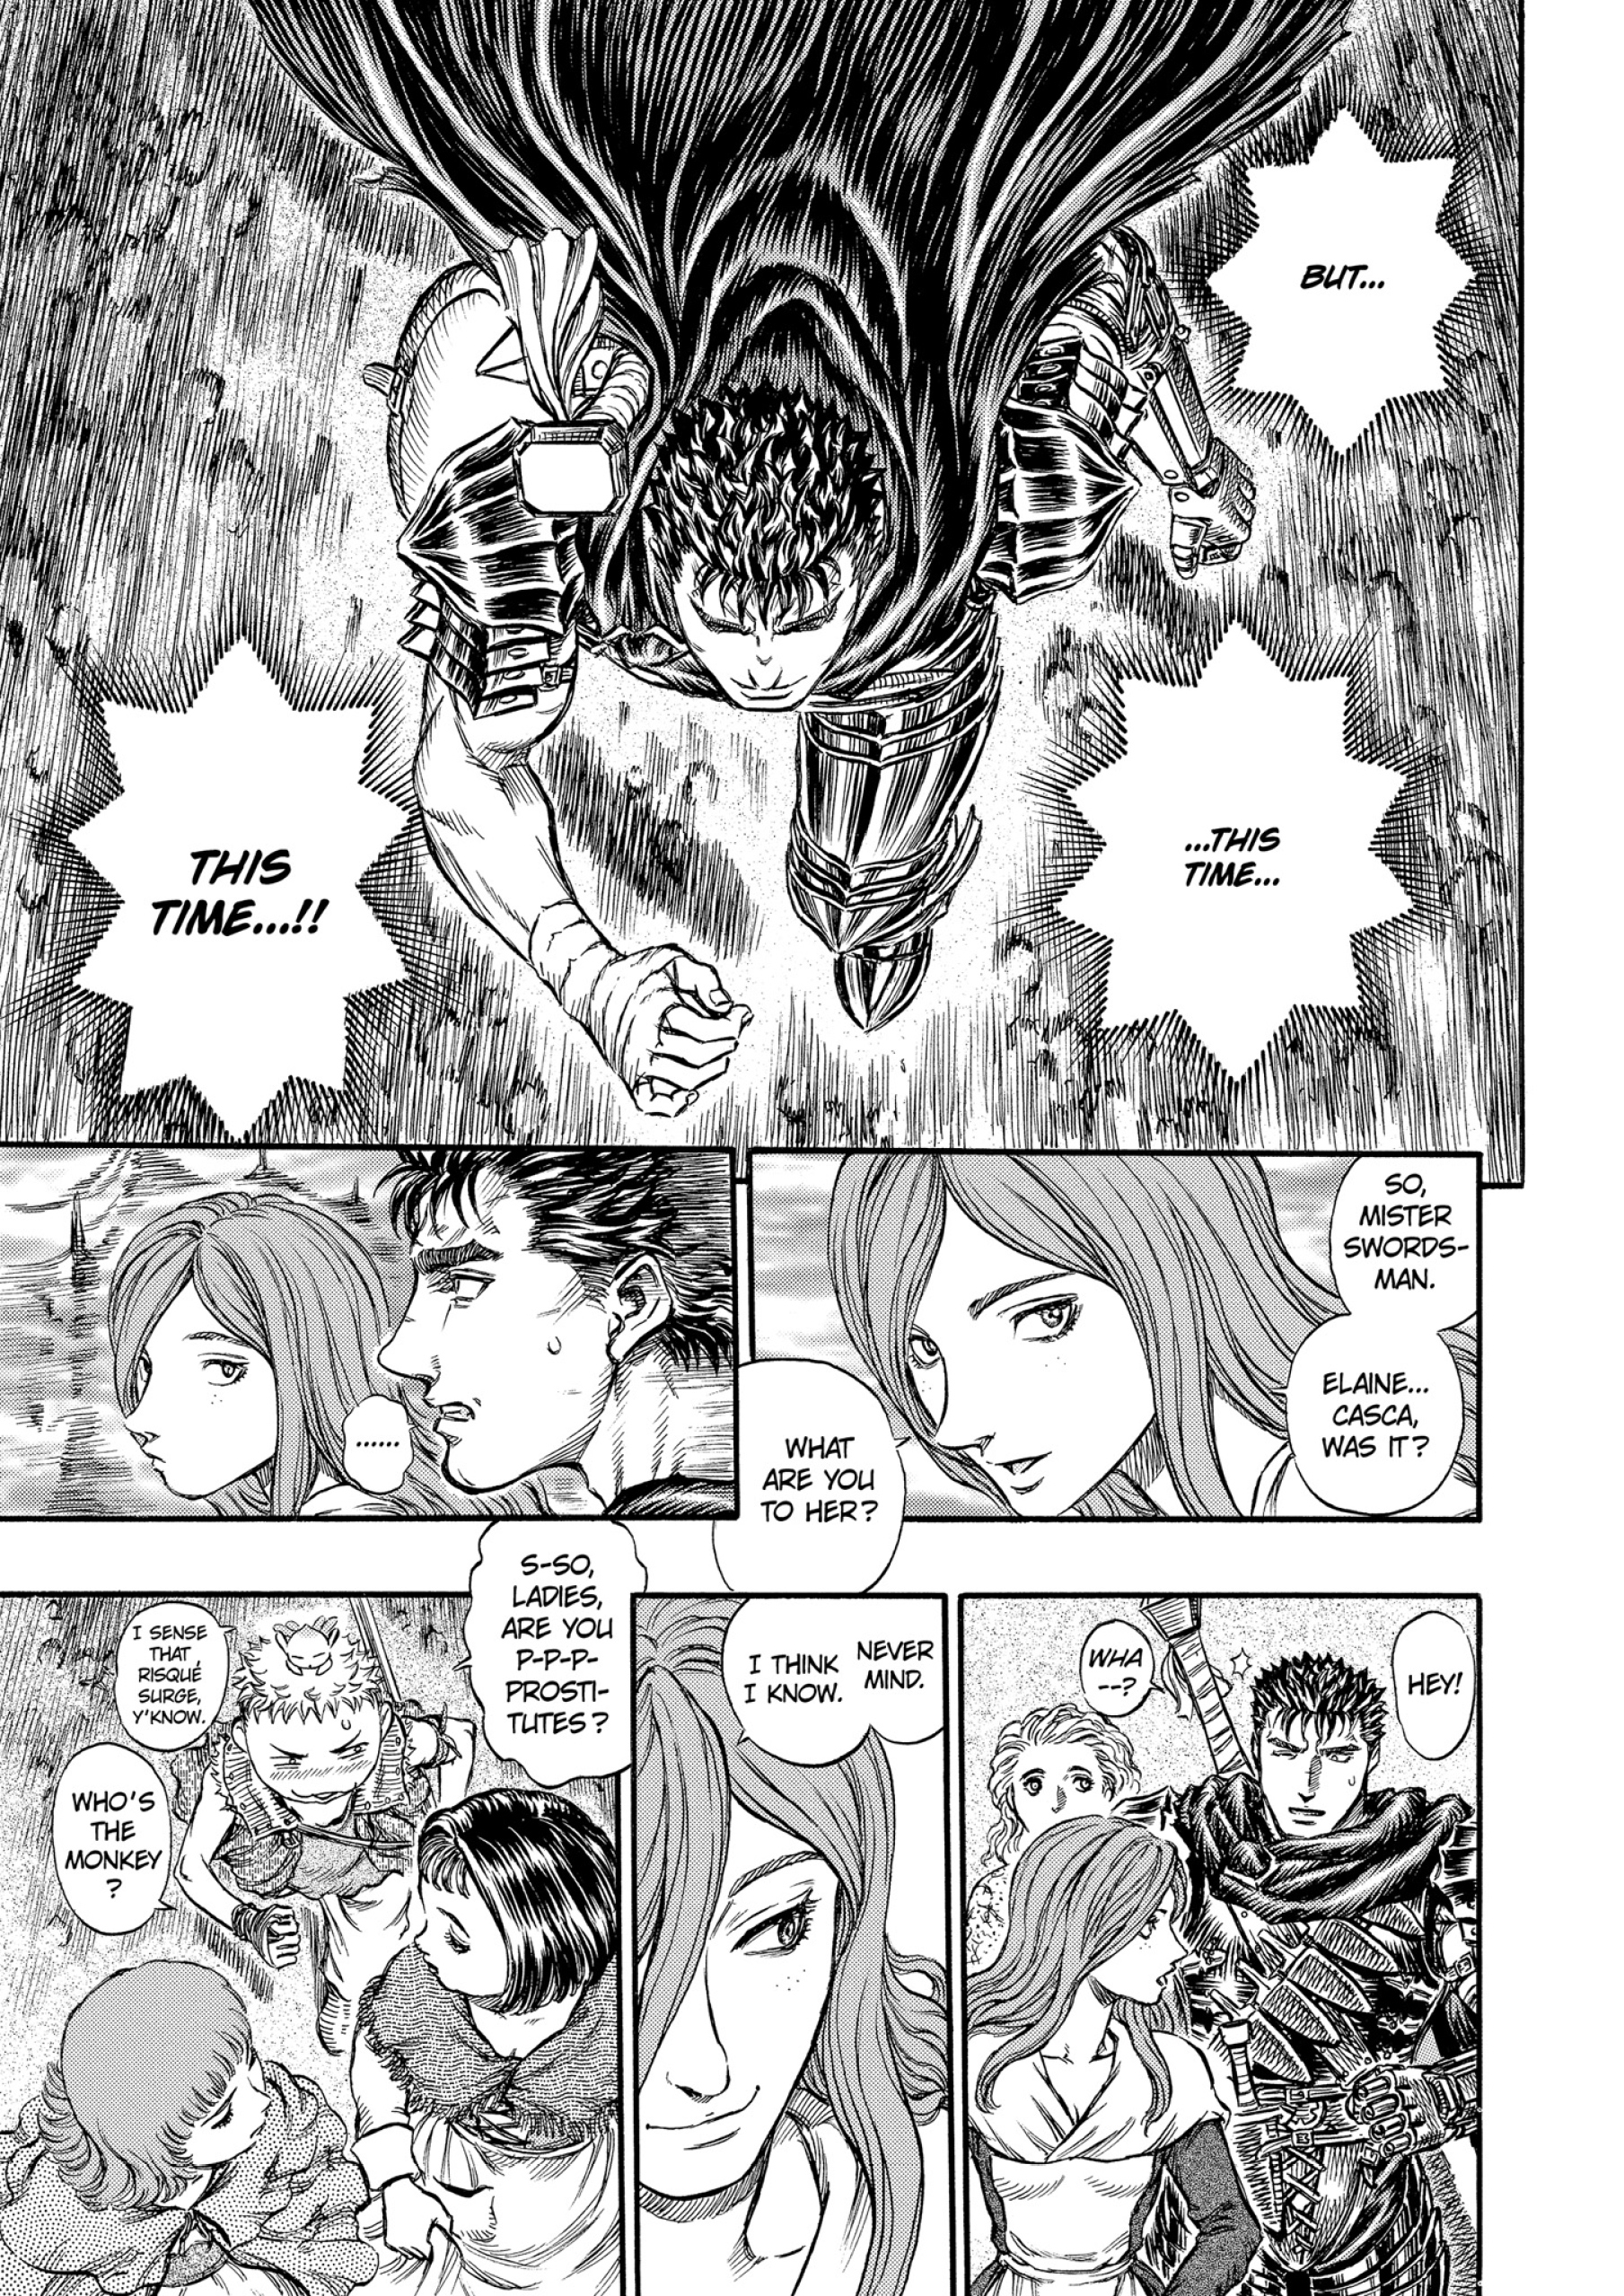 BUT...
...THIS
TIME...
THIS
TIME...!!
SO,
MISTER
SWORDS-
MAN.
ELAINE...
CASCA,
WAS IT?
WHAT
ARE YOU
TO HER?
......
HEY!
WHA
--?
NEVER
MIND.
I THINK
I KNOW.
S-SO,
LADIES,
ARE YOU
P-P-P-
PROSTI-
TUTES?
I SENSE
THAT
RISQUÉ
SURGE,
Y'KNOW.
WHO'S
THE
MONKEY
?